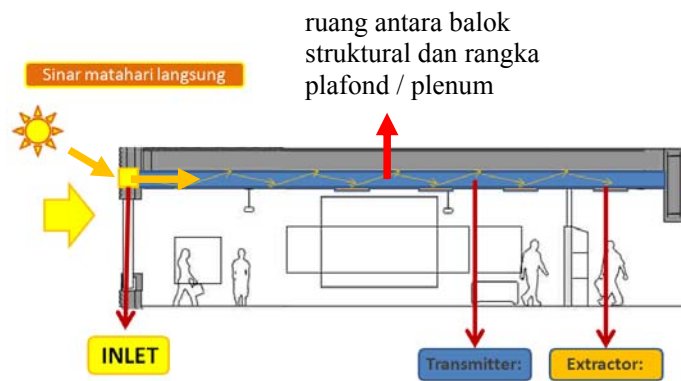 ruang antara balok
struktural dan rangka
plafond / plenum
Sinar matahari langsung
INLET
Transmitter:
Extractor: